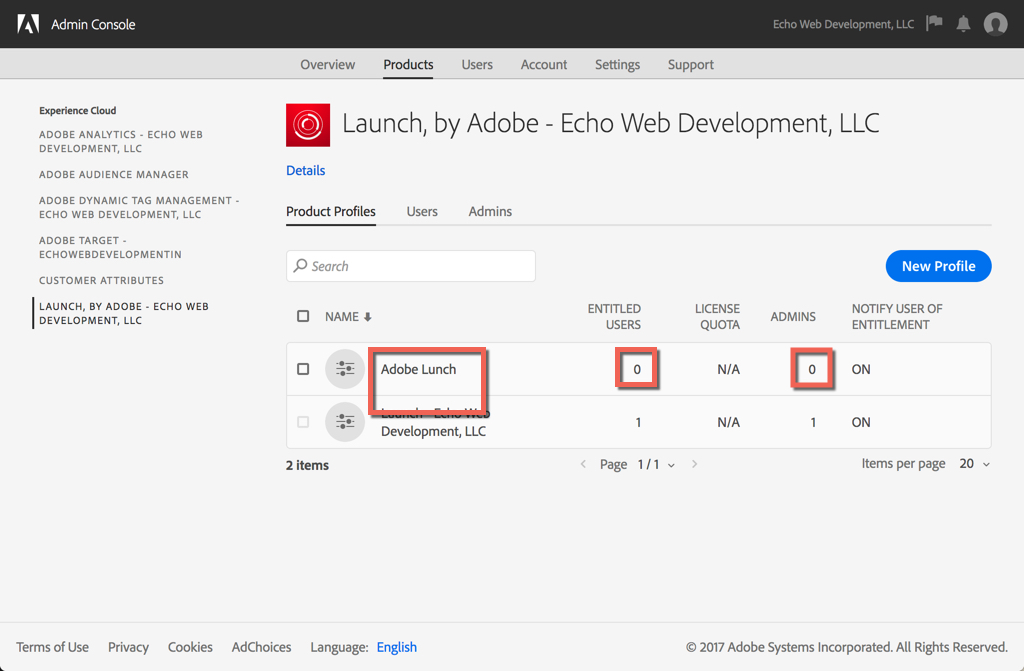 Admin Console
Echo Web Development, LLC
Overview
Products
Users
Account
Settings
Support
Experience Cloud
ADOBE ANALYTICS - ECHO WEB
DEVELOPMENT, LLC
ADOBE AUDIENCE MANAGER
ADOBE DYNAMIC TAG MANAGEMENT -
ECHO WEB DEVELOPMENT, LLC
ADOBE TARGET -
ECHOWEBDEVELOPMENTIN
CUSTOMER ATTRIBUTES
LAUNCH, BY ADOBE - ECHO WEB
DEVELOPMENT, LLC
Launch, by Adobe - Echo Web Development, LLC
Details
Product Profiles
Users
Admins
Search
New Profile
NAME
ENTITLED
USERS
LICENSE
QUOTA
ADMINS
NOTIFY USER OF
ENTITLEMENT
Adobe Lunch
0
N/A
0
ON
Launch - Echo Web
Development, LLC
1
N/A
1
ON
2 items
Page 1 / 1
Items per page 20
Terms of Use
Privacy
Cookies
AdChoices
Language: English
© 2017 Adobe Systems Incorporated. All Rights Reserved.